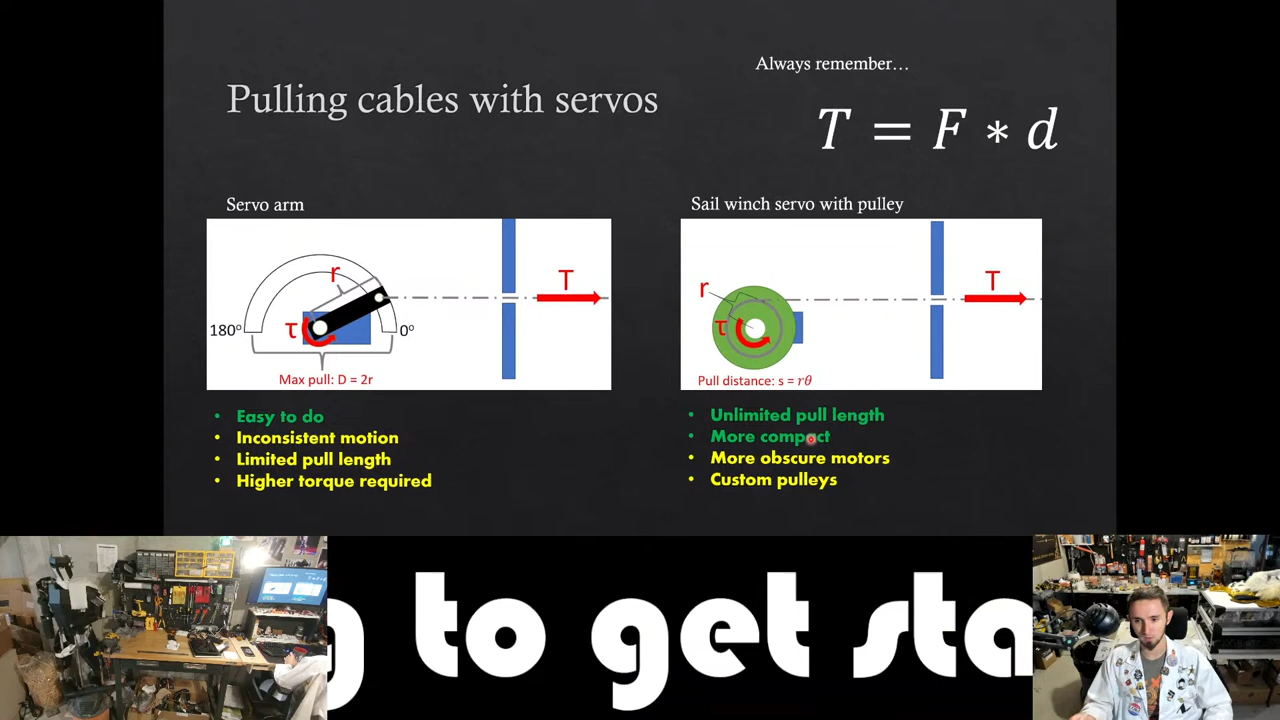 Always remember…
Pulling cables with servos
T = F * d
Servo arm
Sail winch servo with pulley
r
T
180°
τ
0°
Max pull: D = 2r
r
T
τ
Pull distance: s = rθ
• Easy to do
• Inconsistent motion
• Limited pull length
• Higher torque required
• Unlimited pull length
• More compact
• More obscure motors
• Custom pulleys
g to get sta